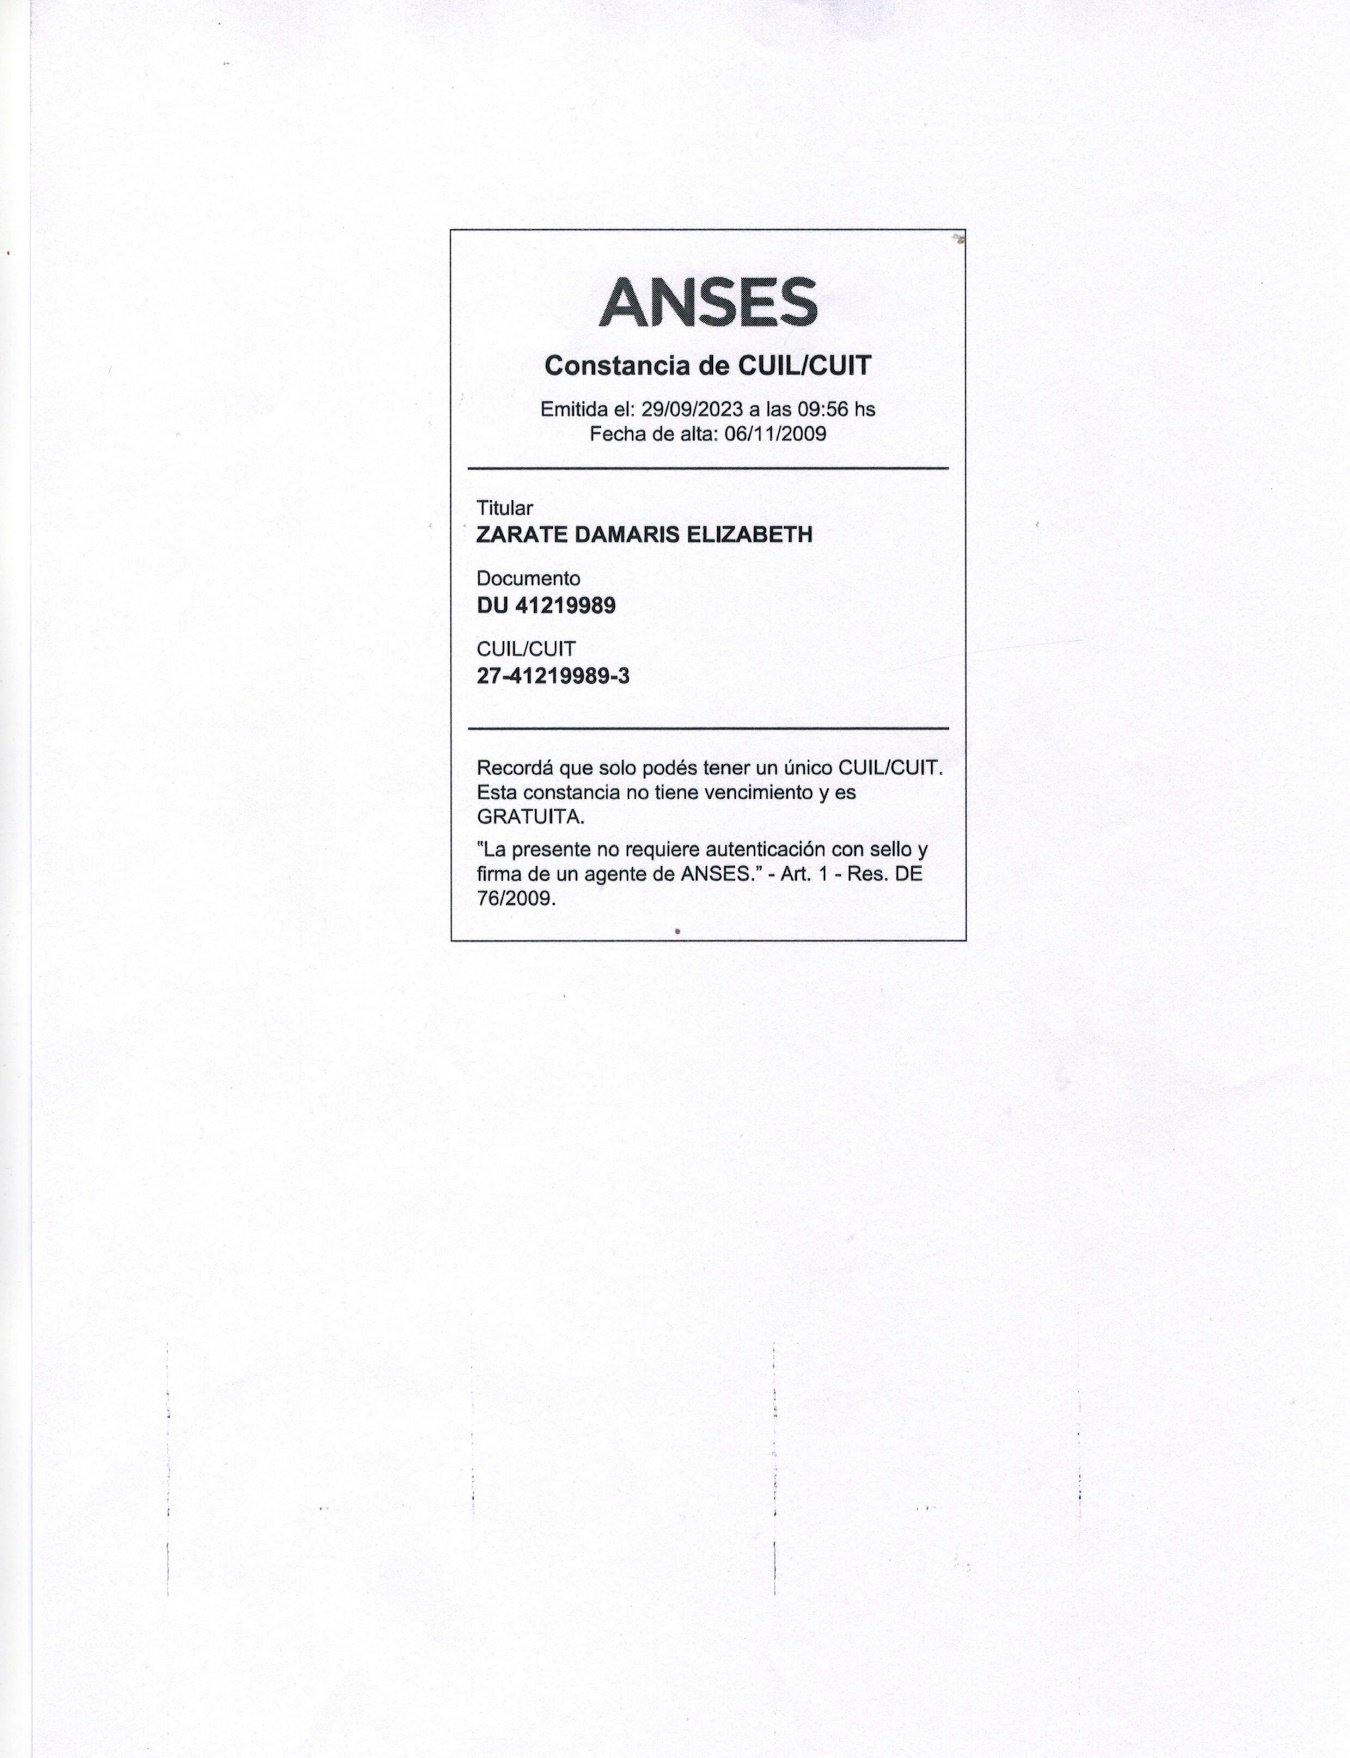 ANSES
Constancia de CUIL/CUIT
Emitida el: 29/09/2023 a las 09:56 hs
Fecha de alta: 06/11/2009
Titular
ZARATE DAMARIS ELIZABETH
Documento
DU 41219989
CUIL/CUIT
27-41219989-3
Recordá que solo podés tener un único CUIL/CUIT.
Esta constancia no tiene vencimiento y es
GRATUITA.
"La presente no requiere autenticación con sello y
firma de un agente de ANSES." - Art. 1 - Res. DE
76/2009.